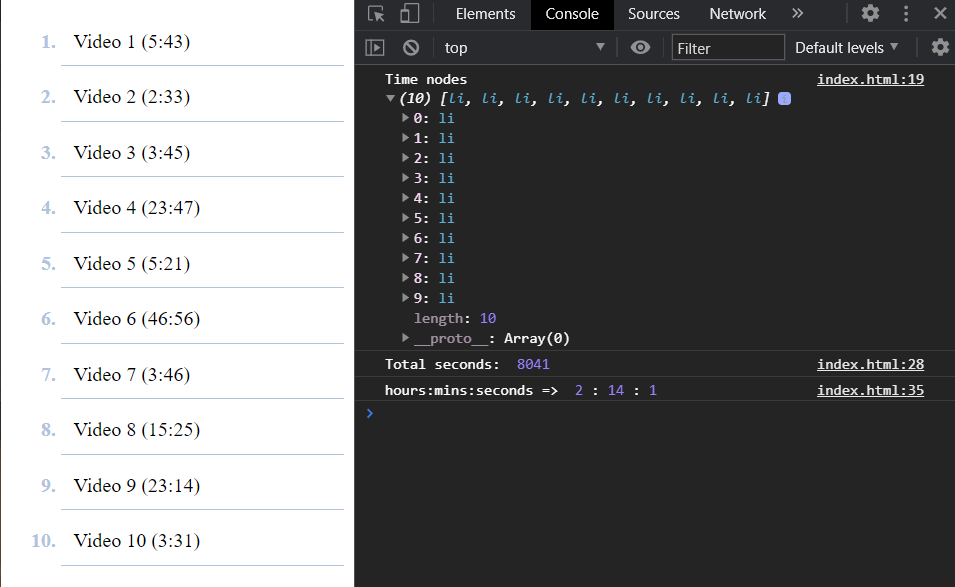 1. Video 1 (5:43)
2. Video 2 (2:33)
3. Video 3 (3:45)
4. Video 4 (23:47)
5. Video 5 (5:21)
6. Video 6 (46:56)
7. Video 7 (3:46)
8. Video 8 (15:25)
9. Video 9 (23:14)
10. Video 10 (3:31)
Elements Console Sources Network »
top Filter Default levels
Time nodes index.html:19
(10) [li, li, li, li, li, li, li, li, li, li]
0: li
1: li
2: li
3: li
4: li
5: li
6: li
7: li
8: li
9: li
length: 10
__proto__: Array(0)
Total seconds: 8041 index.html:28
hours:mins:seconds => 2 : 14 : 1 index.html:35